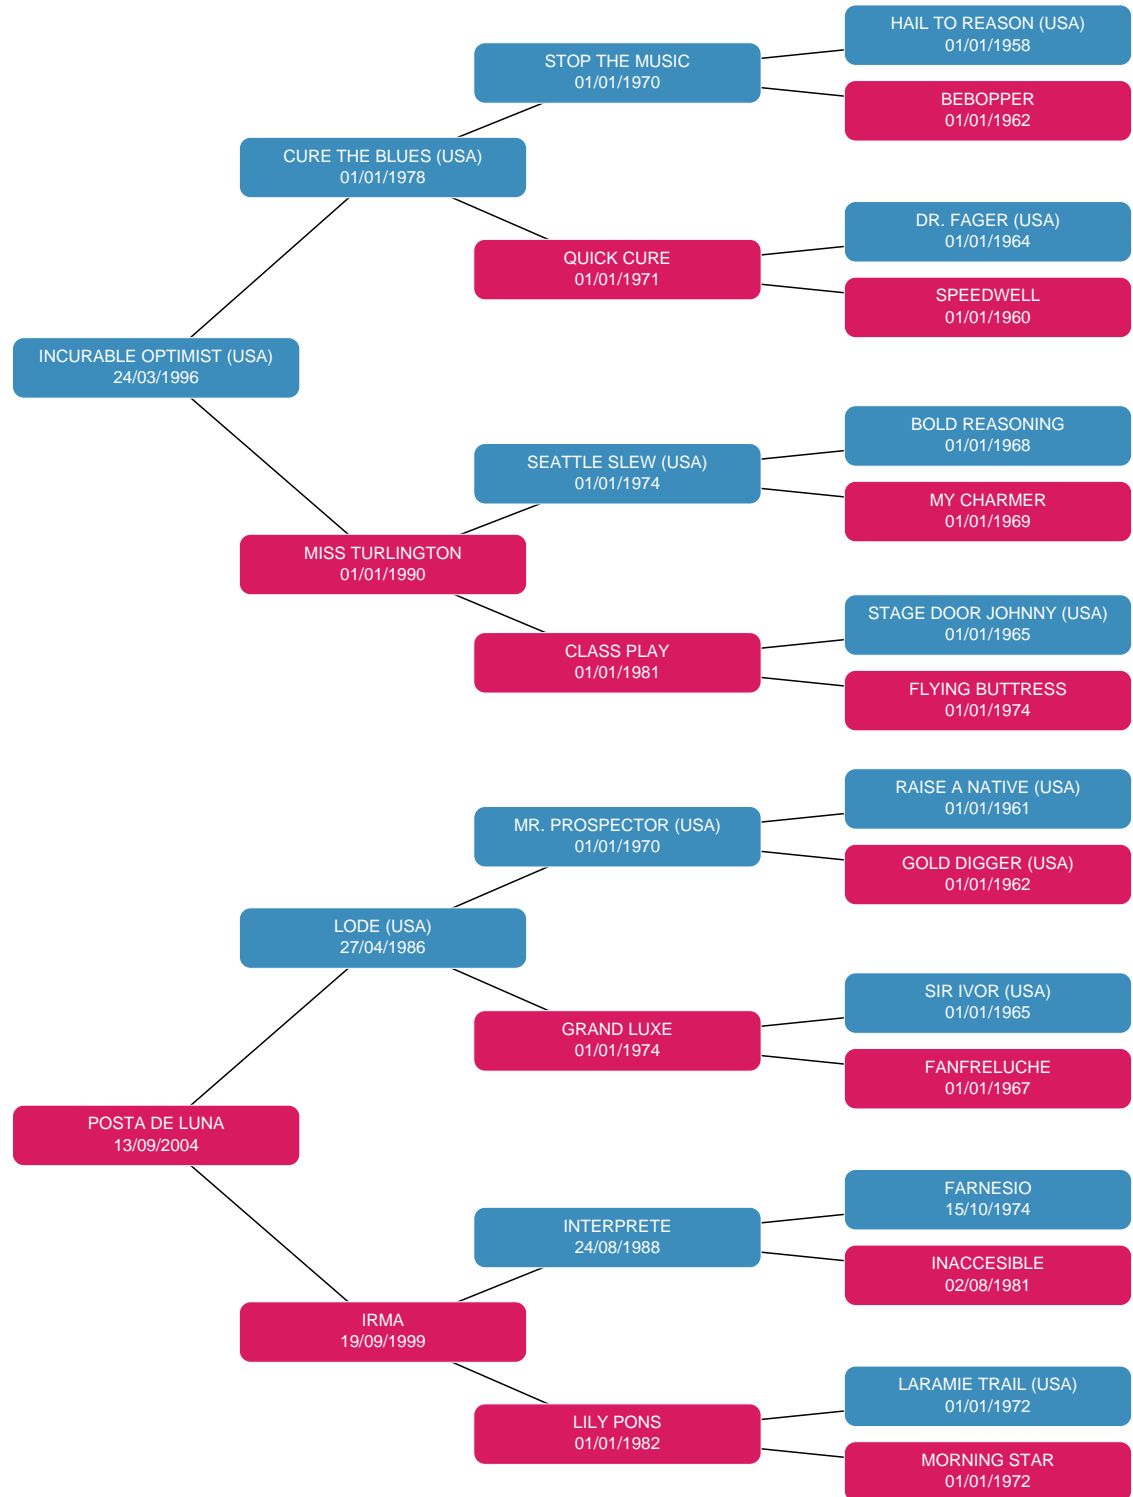 HAIL TO REASON (USA)
01/01/1958
STOP THE MUSIC
01/01/1970
BEBOPPER
01/01/1962
CURE THE BLUES (USA)
01/01/1978
DR. FAGER (USA)
01/01/1964
QUICK CURE
01/01/1971
SPEEDWELL
01/01/1960
INCURABLE OPTIMIST (USA)
24/03/1996
BOLD REASONING
01/01/1968
SEATTLE SLEW (USA)
01/01/1974
MY CHARMER
01/01/1969
MISS TURLINGTON
01/01/1990
STAGE DOOR JOHNNY (USA)
01/01/1965
CLASS PLAY
01/01/1981
FLYING BUTTRESS
01/01/1974
RAISE A NATIVE (USA)
01/01/1961
MR. PROSPECTOR (USA)
01/01/1970
GOLD DIGGER (USA)
01/01/1962
LODE (USA)
27/04/1986
SIR IVOR (USA)
01/01/1965
GRAND LUXE
01/01/1974
FANFRELUCHE
01/01/1967
POSTA DE LUNA
13/09/2004
FARNESIO
15/10/1974
INTERPRETE
24/08/1988
INACCESIBLE
02/08/1981
IRMA
19/09/1999
LARAMIE TRAIL (USA)
01/01/1972
LILY PONS
01/01/1982
MORNING STAR
01/01/1972